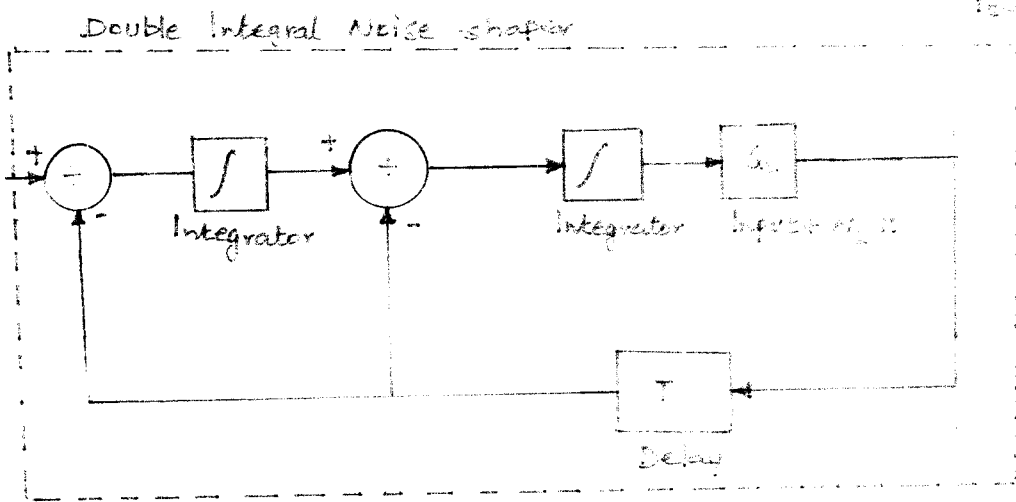 Double Integral Noise shaper
+ + 
÷ ∫ ÷ ∫
- -
Integrator Integrator
T
Delay